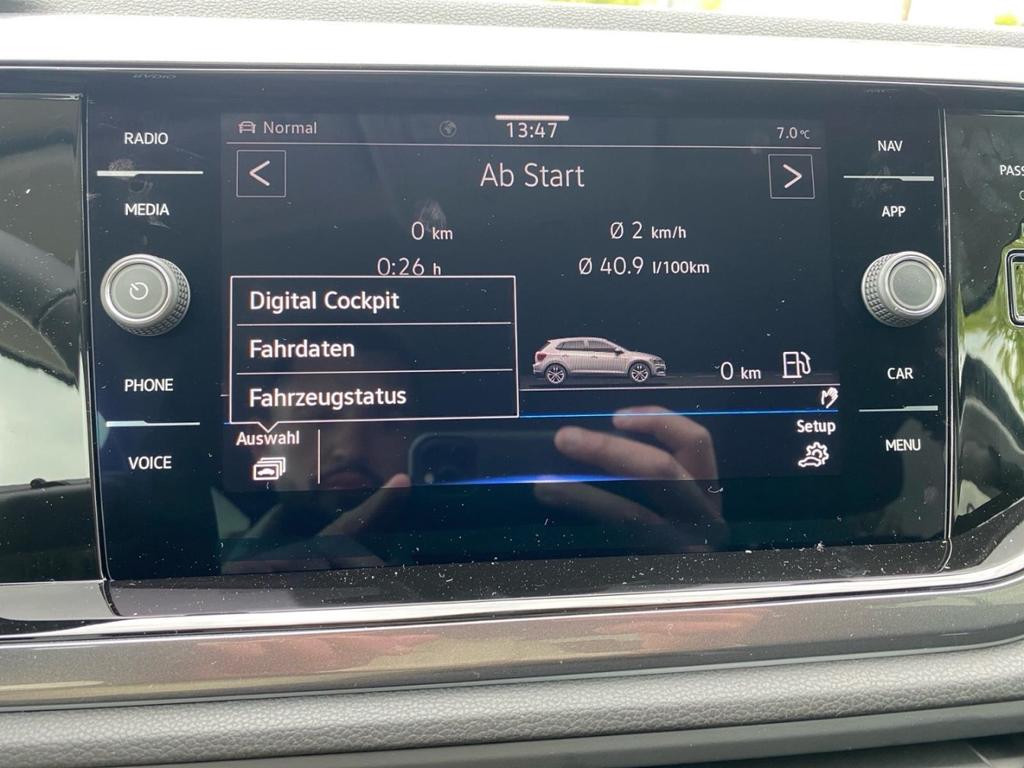 RADIO
MEDIA
PHONE
VOICE
Normal
13:47
7.0 °C
<
Ab Start
>
0 km
Ø 2 km/h
0:26 h
Ø 40.9 l/100km
Digital Cockpit
Fahrdaten
Fahrzeugstatus
0 km
Auswahl
Setup
NAV
APP
CAR
MENU
PASS